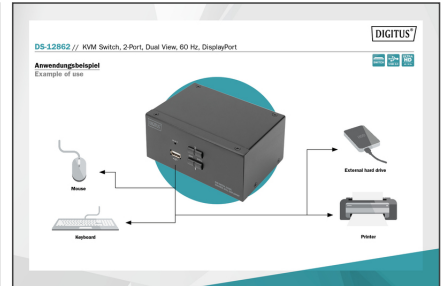 DIGITUS®
DS-12862 // KVM Switch, 2-Port, Dual View, 60 Hz, DisplayPort
Anwendungsbeispiel
Example of use
Mouse
Keyboard
External hard drive
Printer